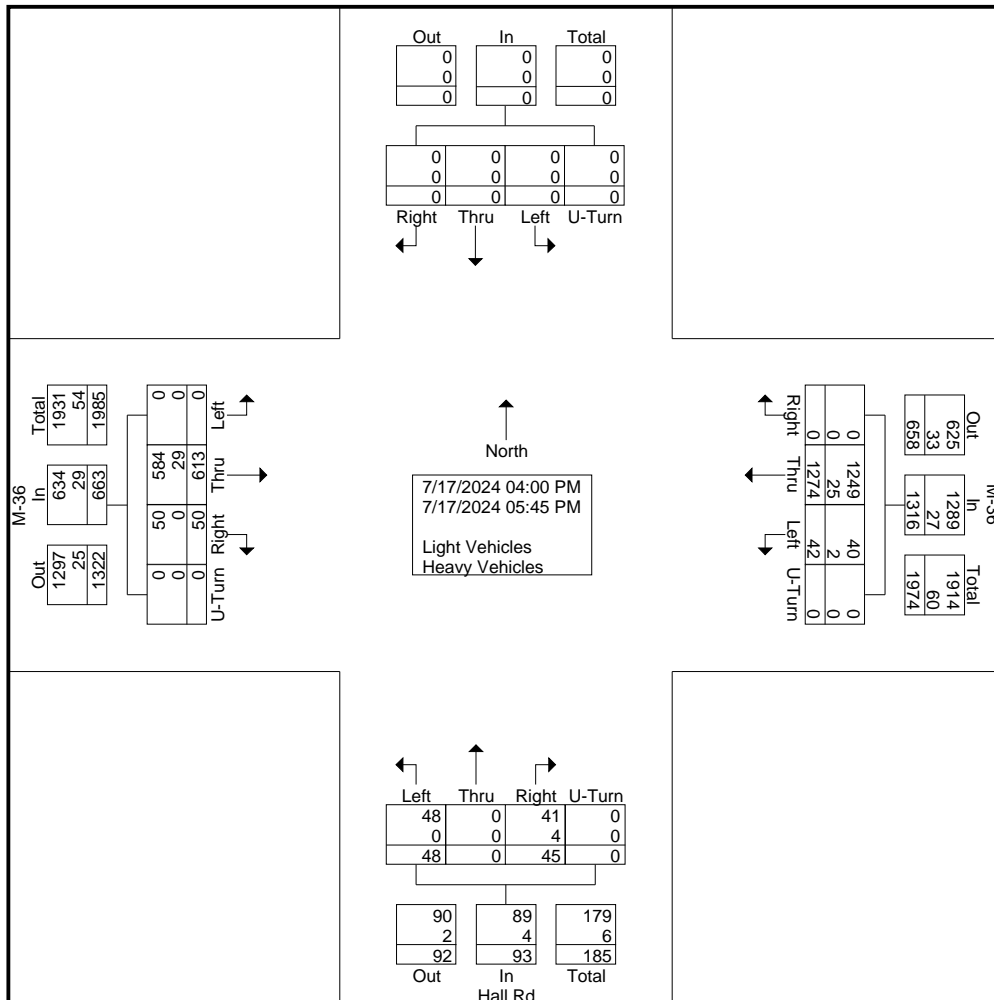 Out In Total
0 0 0
0 0 0
0 0 0
0 0 0 0
0 0 0 0
0 0 0 0
Right Thru Left U-Turn
M-36
Total In Out
1931 634 1297
54 29 25
1985 663 1322
0 584 50 0
0 29 0 0
0 613 50 0
Left Thru Right U-Turn
North
7/17/2024 04:00 PM
7/17/2024 05:45 PM
Light Vehicles
Heavy Vehicles
M-36
Out In Total
625 1289 1914
33 27 60
658 1316 1974
0 1249 40 0
0 25 2 0
0 1274 42 0
Right Thru Left U-Turn
Left Thru Right U-Turn
48 0 41 0
0 0 4 0
48 0 45 0
90 89 179
2 4 6
92 93 185
Out In Total
Hall Rd